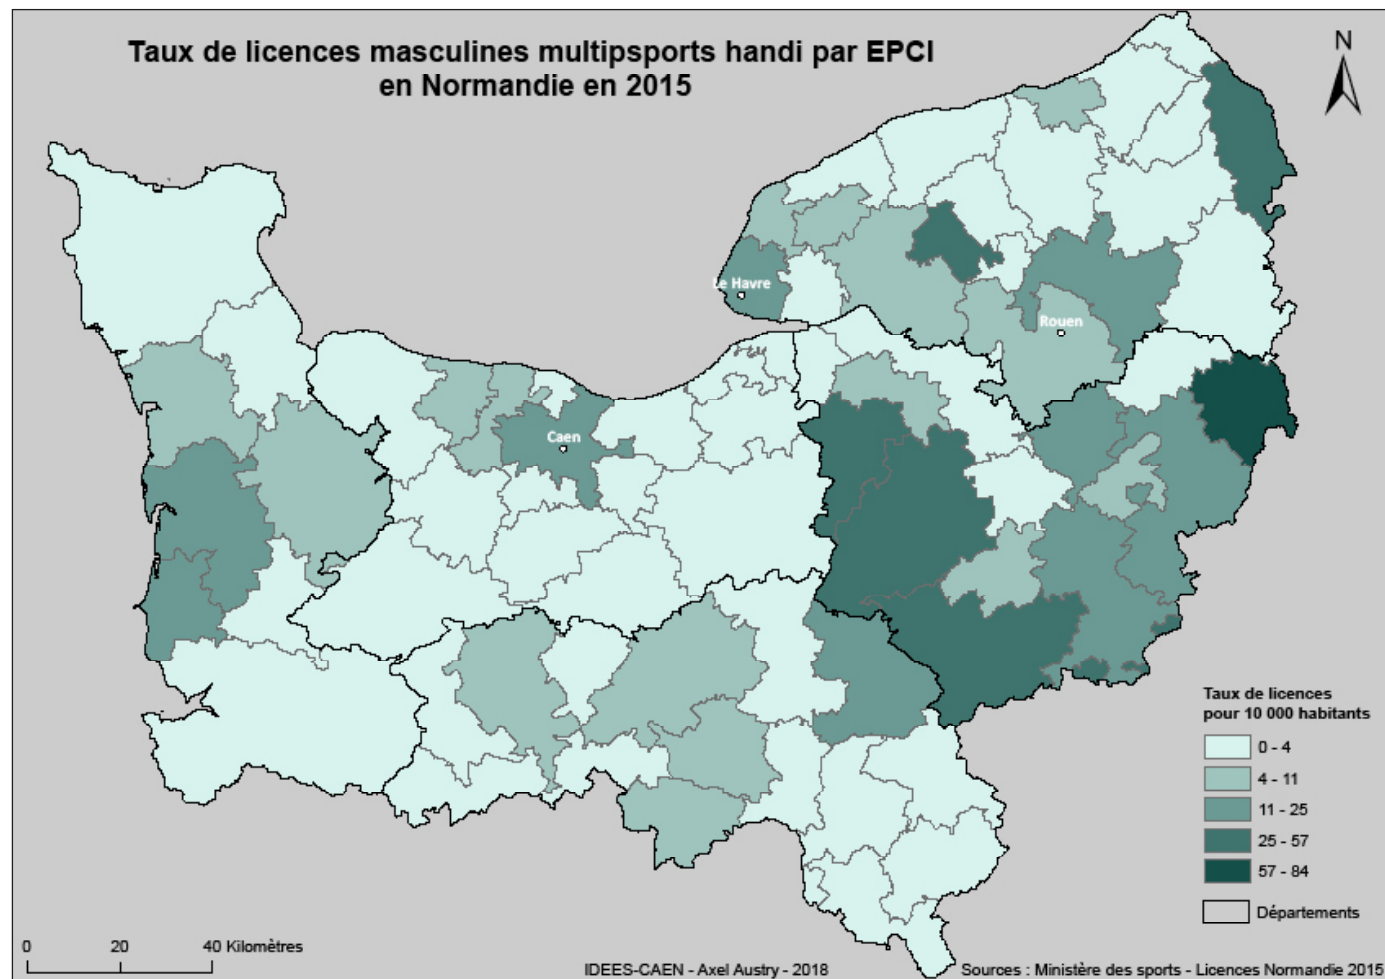 Taux de licences masculines multipsports handi par EPCI
en Normandie en 2015
N
Le Havre
Rouen
Caen
Taux de licences
pour 10 000 habitants
0 - 4
4 - 11
11 - 25
25 - 57
57 - 84
Départements
0 20 40 Kilomètres
IDEES-CAEN - Axel Austry - 2018
Sources : Ministère des sports - Licences Normandie 2015